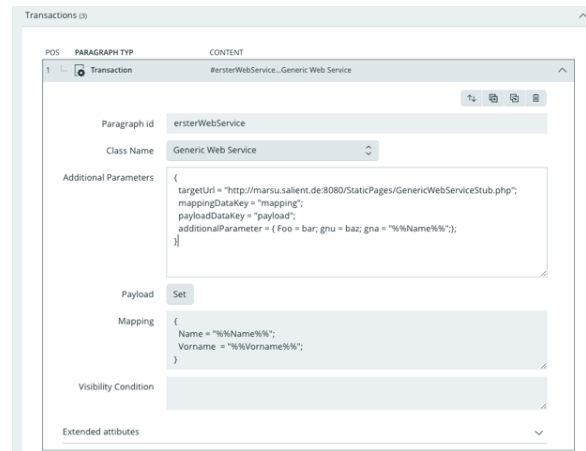 Transactions (3)
POS PARAGRAPH TYP CONTENT
1 Transaction #ersterWebService...Generic Web Service
Paragraph id ersterWebService
Class Name Generic Web Service
Additional Parameters {
targetUrl = "http://marsu.salient.de:8080/StaticPages/GenericWebServiceStub.php";
mappingDataKey = "mapping";
payloadDataKey = "payload";
additionalParameter = { Foo = bar; gnu = baz; gna = "%%Name%%";};
}
Payload Set
Mapping {
Name = "%%Name%%";
Vorname = "%%Vorname%%";
}
Visibility Condition
Extended attibutes